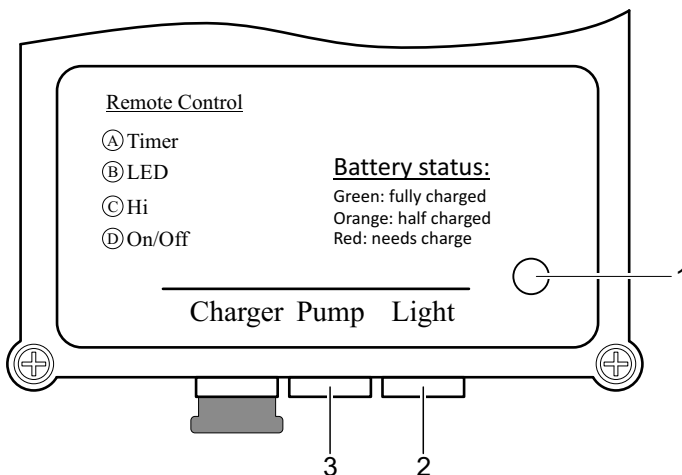 Remote Control
Ⓐ Timer
Ⓑ LED
Ⓒ Hi
Ⓓ On/Off
Battery status:
Green: fully charged
Orange: half charged
Red: needs charge
1
Charger Pump Light
3 2